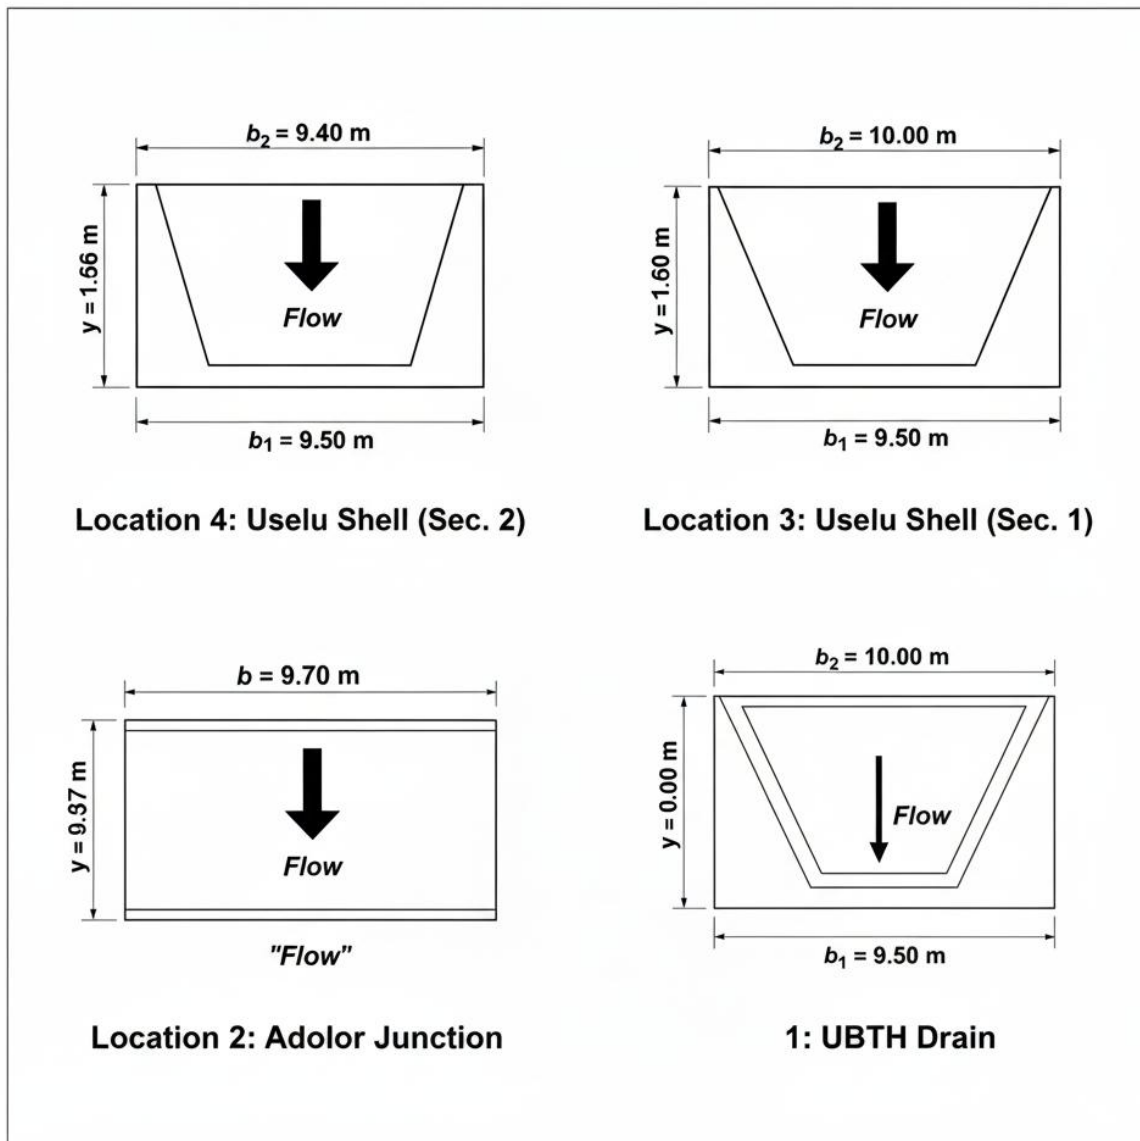 b₂ = 9.40 m
y = 1.66 m
Flow
b₁ = 9.50 m
Location 4: Uselu Shell (Sec. 2)
b₂ = 10.00 m
y = 1.60 m
Flow
b₁ = 9.50 m
Location 3: Uselu Shell (Sec. 1)
b = 9.70 m
y = 9.37 m
Flow
"Flow"
Location 2: Adolor Junction
b₂ = 10.00 m
y = 0.00 m
Flow
b₁ = 9.50 m
1: UBTH Drain